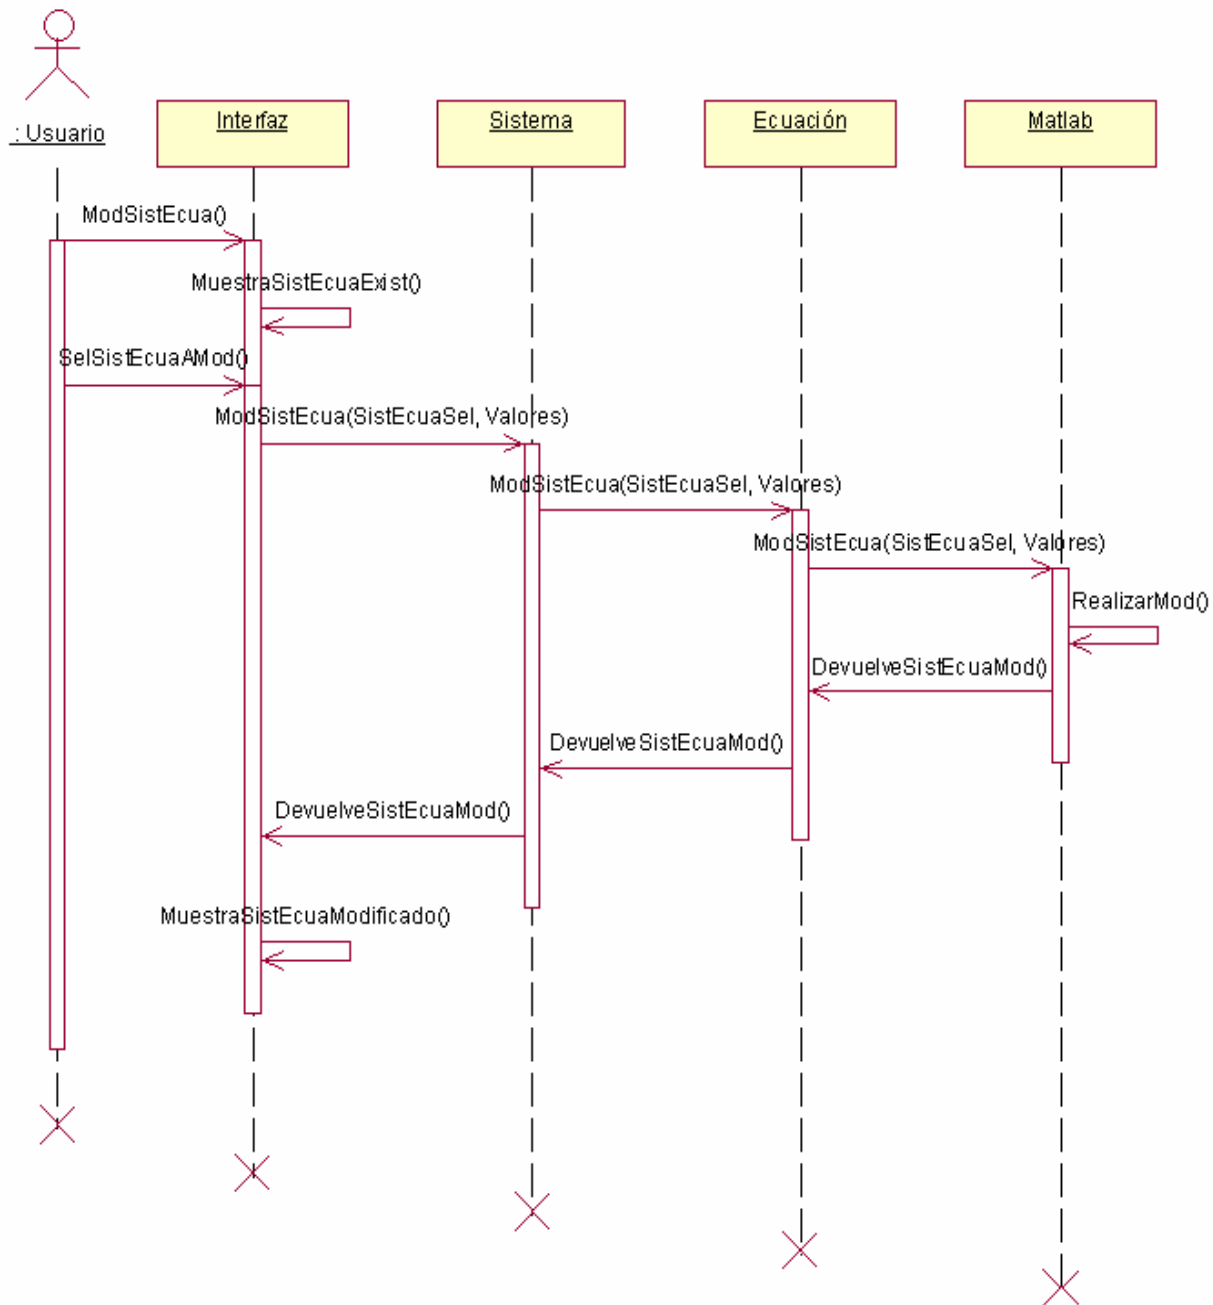 : Usuario
Interfaz
Sistema
Ecuación
Matlab
ModSistEcua()
MuestraSistEcuaExist()
SelSistEcuaAMod()
ModSistEcua(SistEcuaSel, Valores)
ModSistEcua(SistEcuaSel, Valores)
ModSistEcua(SistEcuaSel, Valores)
RealizarMod()
DevuelveSistEcuaMod()
DevuelveSistEcuaMod()
DevuelveSistEcuaMod()
MuestraSistEcuaModificado()